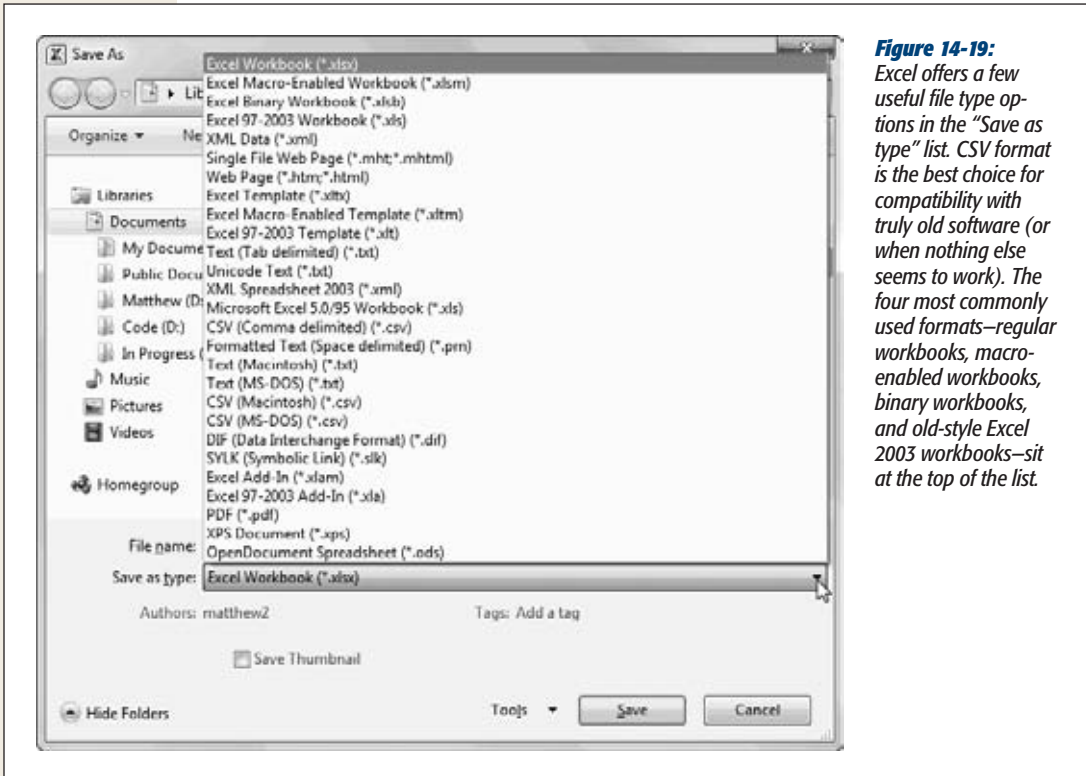 Save As
Excel Workbook (*.xlsx)
Excel Macro-Enabled Workbook (*.xlsm)
Lib
Excel Binary Workbook (*.xlsb)
Excel 97-2003 Workbook (*.xls)
Organize
Ne
XML Data (*.xml)
Single File Web Page (*.mht;*.mhtml)
Web Page (*.htm;*.html)
Libraries
Excel Template (*.xltx)
Documents
Excel Macro-Enabled Template (*.xltm)
Excel 97-2003 Template (*.xlt)
My Docume
Text (Tab delimited) (*.txt)
Public Docu
Unicode Text (*.txt)
XML Spreadsheet 2003 (*.xml)
Matthew (D:
Microsoft Excel 5.0/95 Workbook (*.xls)
Code (D:)
CSV (Comma delimited) (*.csv)
In Progress (
Formatted Text (Space delimited) (*.prn)
Text (Macintosh) (*.txt)
Music
Text (MS-DOS) (*.txt)
Pictures
CSV (Macintosh) (*.csv)
CSV (MS-DOS) (*.csv)
Videos
DIF (Data Interchange Format) (*.dif)
SYLK (Symbolic Link) (*.slk)
Homegroup
Excel Add-In (*.xlam)
Excel 97-2003 Add-In (*.xla)
PDF (*.pdf)
XPS Document (*.xps)
File name:
OpenDocument Spreadsheet (*.ods)
Save as type:
Excel Workbook (*.xlsx)
Authors: matthew2
Tags: Add a tag
Save Thumbnail
Hide Folders
Tools
Save
Cancel
Figure 14-19:
Excel offers a few
useful file type op-
tions in the “Save as
type” list. CSV format
is the best choice for
compatibility with
truly old software (or
when nothing else
seems to work). The
four most commonly
used formats—regular
workbooks, macro-
enabled workbooks,
binary workbooks,
and old-style Excel
2003 workbooks—sit
at the top of the list.